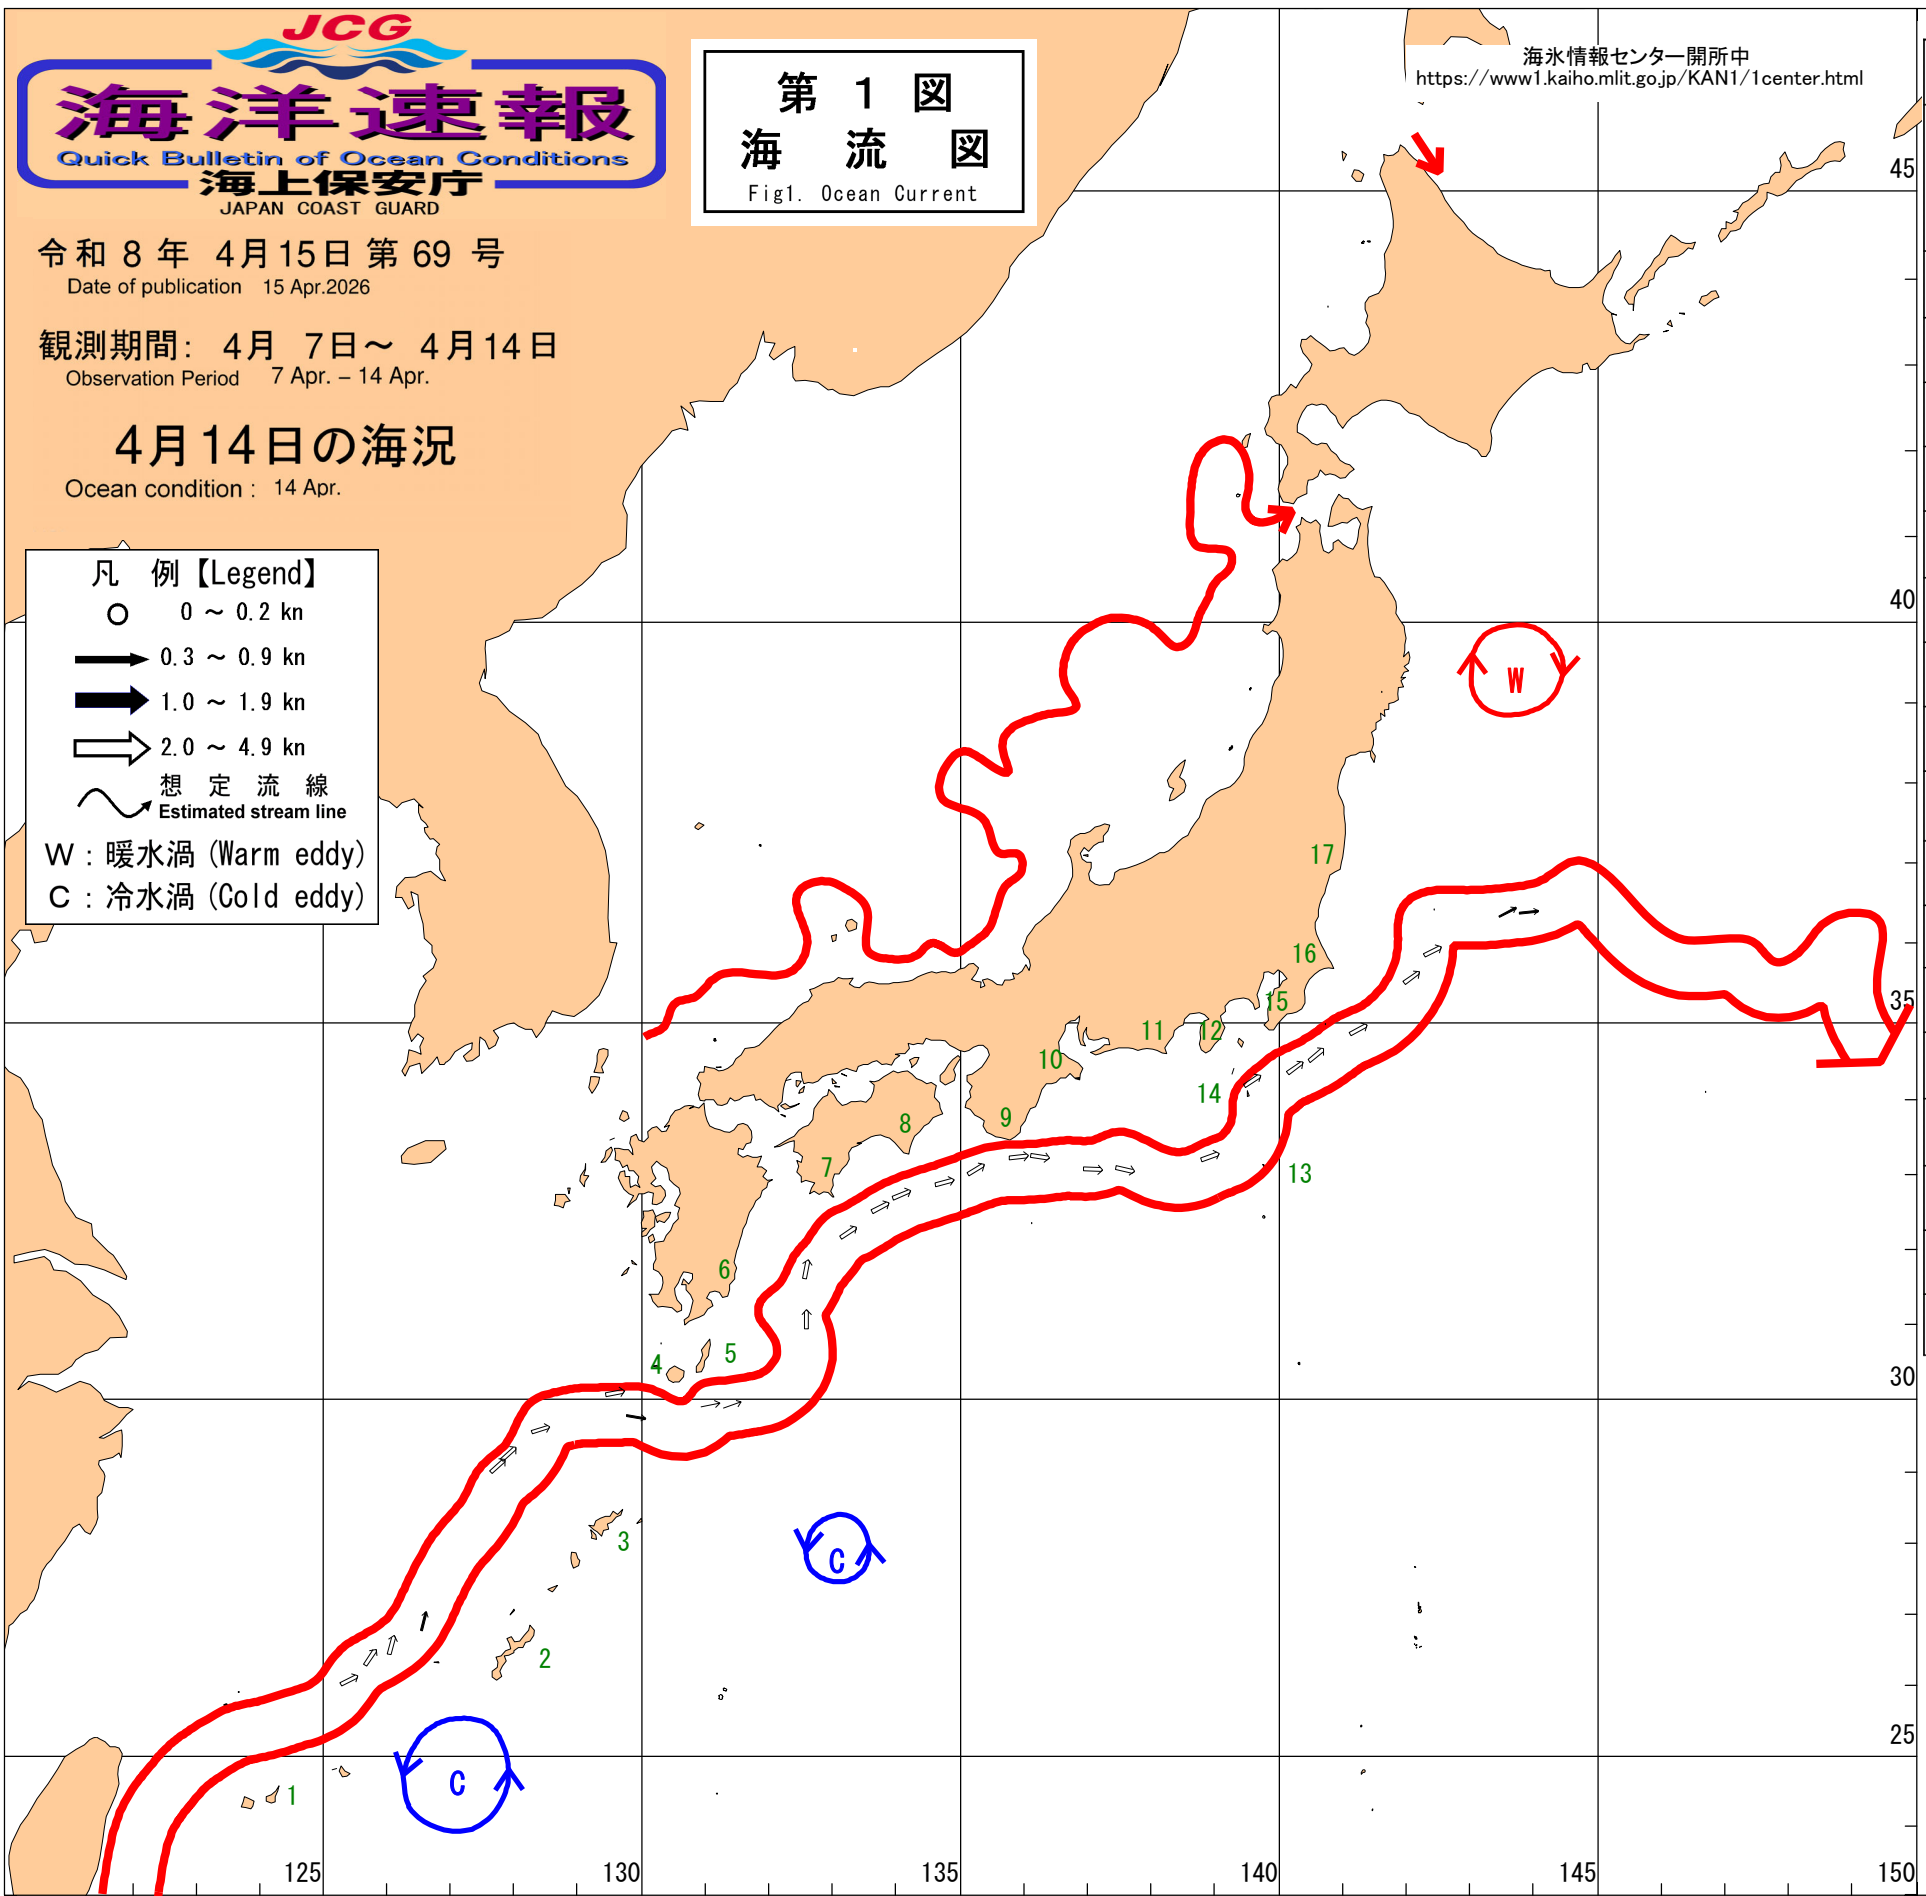 JCG
海洋速報
Quick Bulletin of Ocean Conditions
海上保安庁
JAPAN COAST GUARD
令和 8 年 4月15日 第 69 号
Date of publication 15 Apr.2026
観測期間: 4月 7日～ 4月14日
Observation Period 7 Apr. – 14 Apr.
4月14日の海況
Ocean condition : 14 Apr.
第 1 図
海 流 図
Fig1. Ocean Current
海氷情報センター開所中
https://www1.kaiho.mlit.go.jp/KAN1/1center.html
凡 例【Legend】
0 ～ 0.2 kn
0.3 ～ 0.9 kn
1.0 ～ 1.9 kn
2.0 ～ 4.9 kn
想 定 流 線
Estimated stream line
W : 暖水渦 (Warm eddy)
C : 冷水渦 (Cold eddy)
45
40
W
17
16
35
15
11
12
10
14
9
8
7
13
6
5
4
30
3
C
2
25
C
1
125
130
135
140
145
150